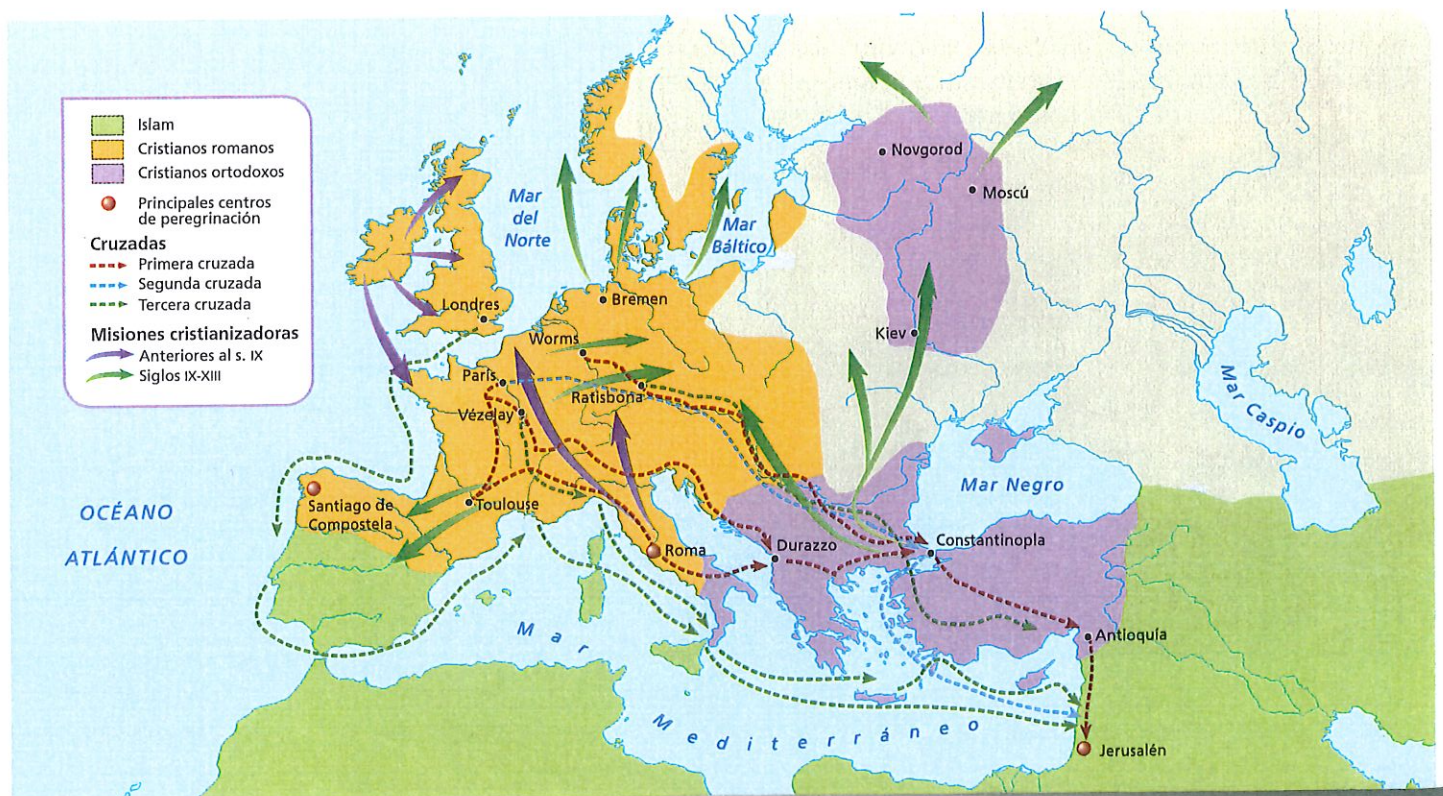 Islam
Cristianos romanos
Cristianos ortodoxos
Principales centros
de peregrinación
Cruzadas
Primera cruzada
Segunda cruzada
Tercera cruzada
Misiones cristianizadoras
Anteriores al s. IX
Siglos IX-XIII
Novgorod
Moscú
Mar
del
Norte
Mar
Báltico
Londres
Bremen
Worms
Kiev
París
Ratisbona
Vézelay
Mar Caspio
Mar Negro
OCÉANO
ATLÁNTICO
Santiago de
Compostela
Toulouse
Roma
Durazzo
Constantinopla
Antioquía
Mar
Mediterráneo
Jerusalén